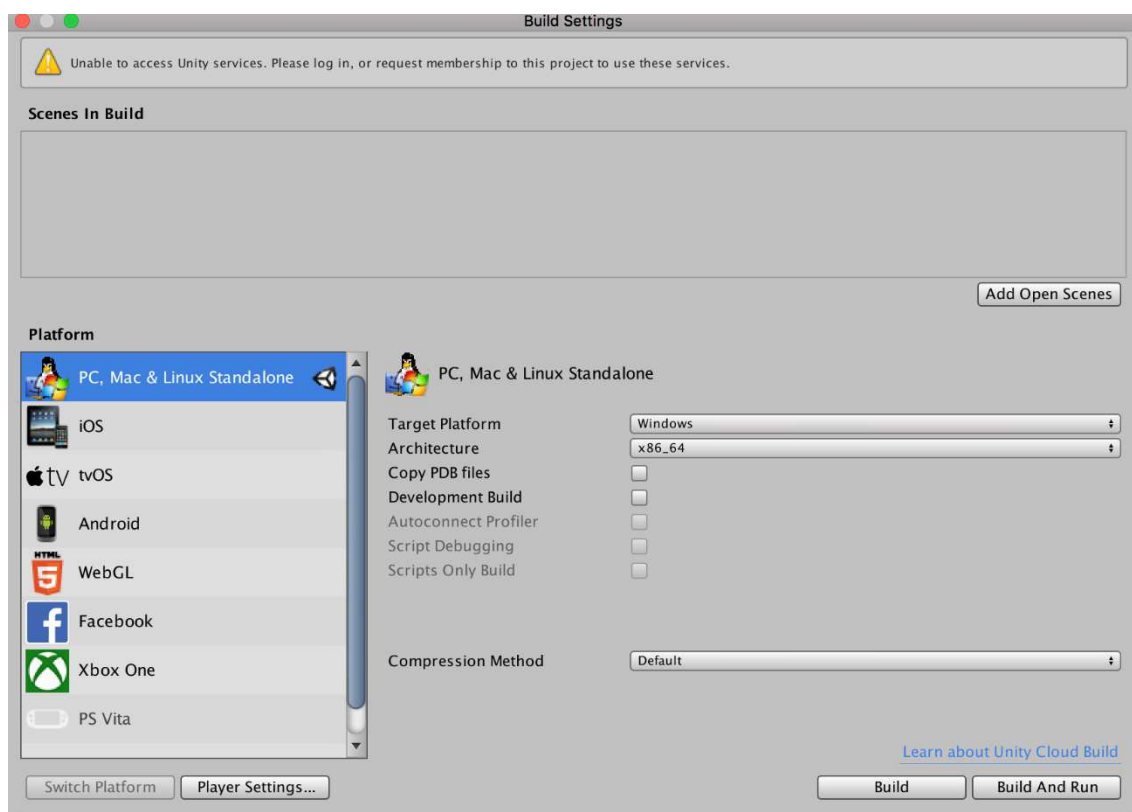 Build Settings
Unable to access Unity services. Please log in, or request membership to this project to use these services.
Scenes In Build
Add Open Scenes
Platform
PC, Mac & Linux Standalone
iOS
tv tvOS
Android
HTML
5
WebGL
f
Facebook
Xbox One
PS Vita
PC, Mac & Linux Standalone
Target Platform Windows
Architecture x86_64
Copy PDB files
Development Build
Autoconnect Profiler
Script Debugging
Scripts Only Build
Compression Method Default
Learn about Unity Cloud Build
Switch Platform Player Settings... Build Build And Run